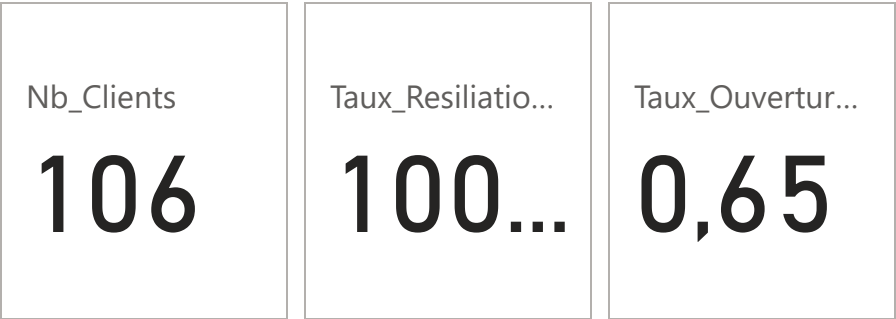 Nb_Clients
106
Taux_Resiliatio...
100...
Taux_Ouvertur...
0,65